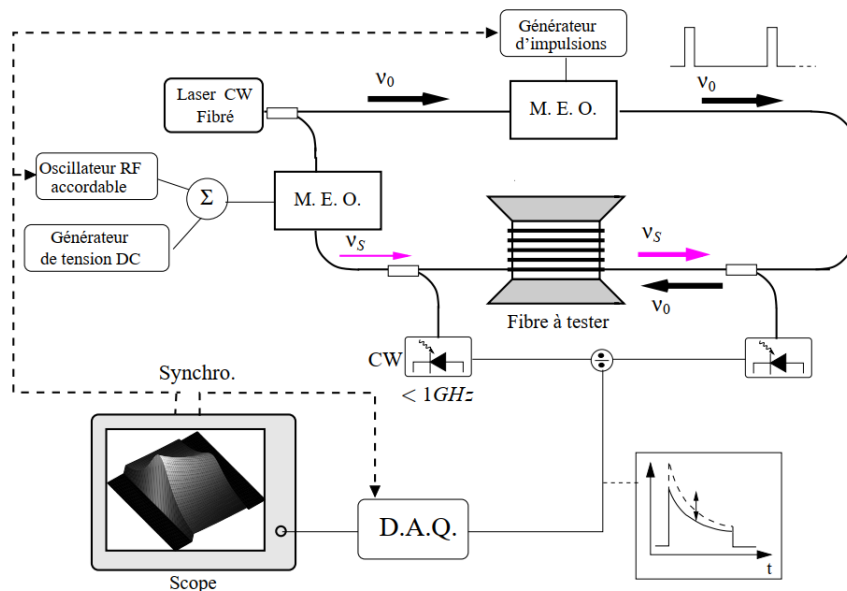 Générateur
d'impulsions
ν0
ν0
Laser CW
Fibré
M. E. O.
Oscillateur RF
accordable
Σ
M. E. O.
Générateur
de tension DC
νS
νS
ν0
Fibre à tester
CW
÷
< 1GHz
Synchro.
D.A.Q.
t
Scope